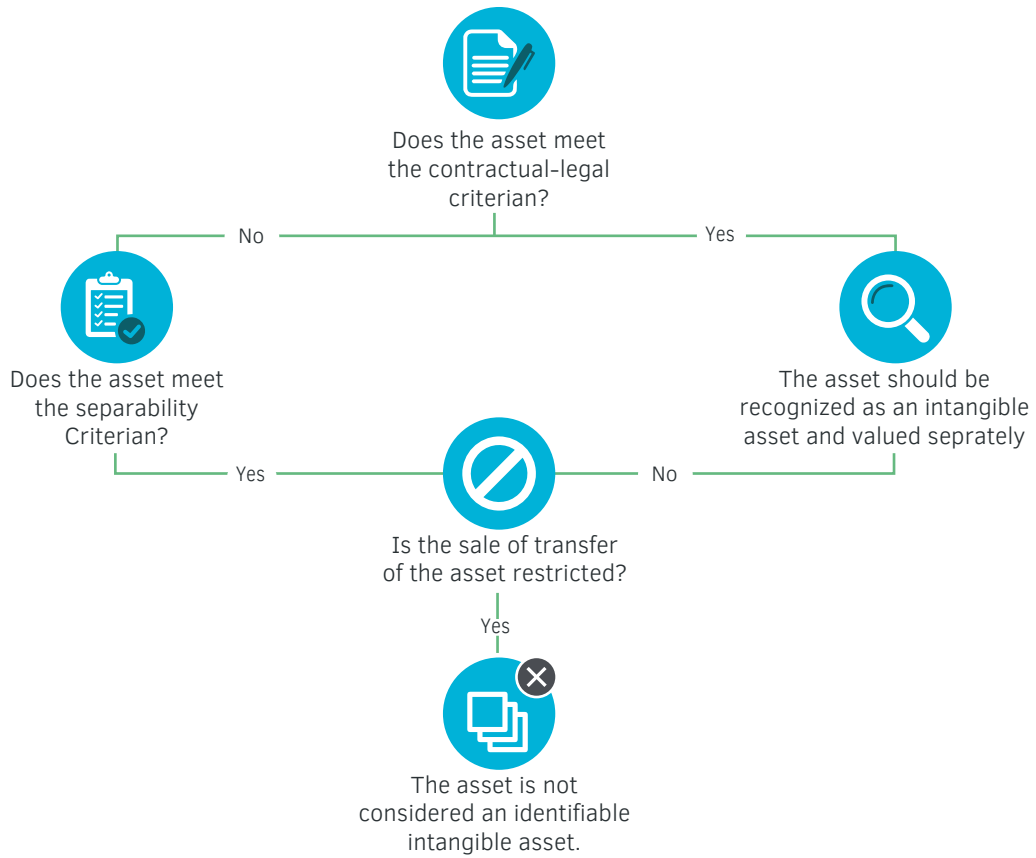 Does the asset meet
the contractual-legal
criterian?
No
Yes
Does the asset meet
the separability
Criterian?
The asset should be
recognized as an intangible
asset and valued seprately
Yes
No
Is the sale of transfer
of the asset restricted?
Yes
The asset is not
considered an identifiable
intangible asset.